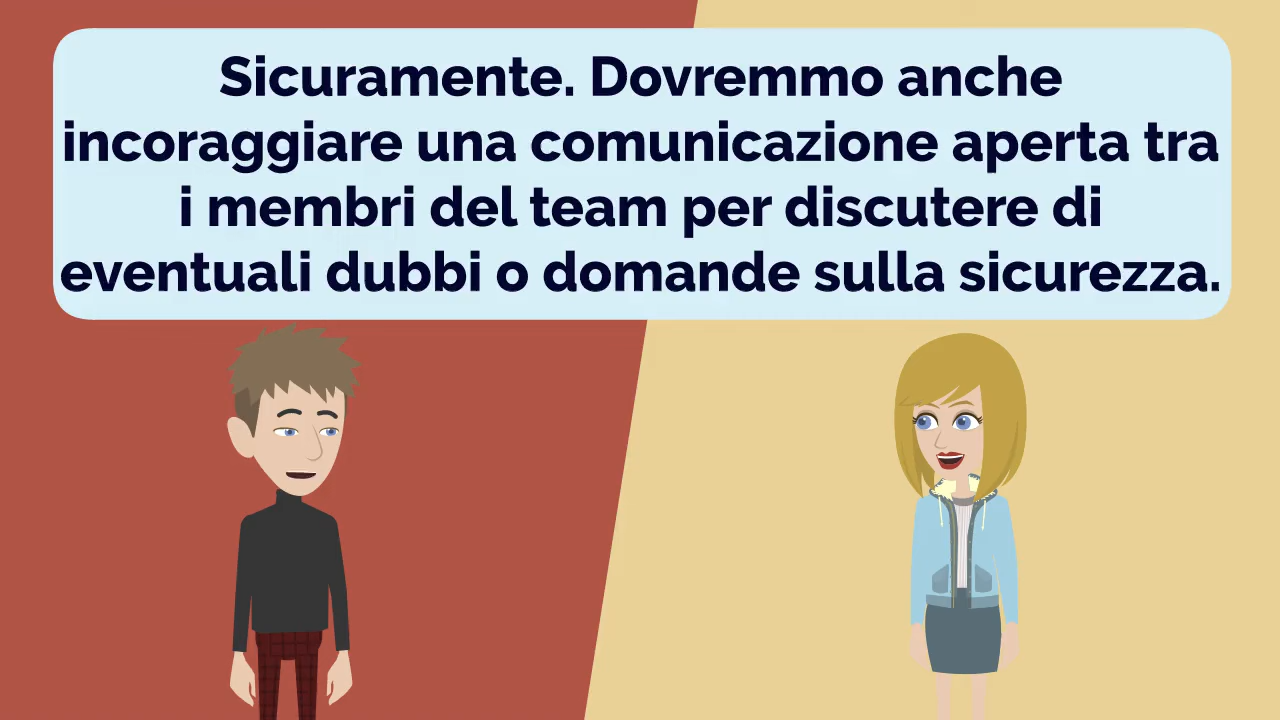 Sicuramente. Dovremmo anche
incoraggiare una comunicazione aperta tra
i membri del team per discutere di
eventuali dubbi o domande sulla sicurezza.